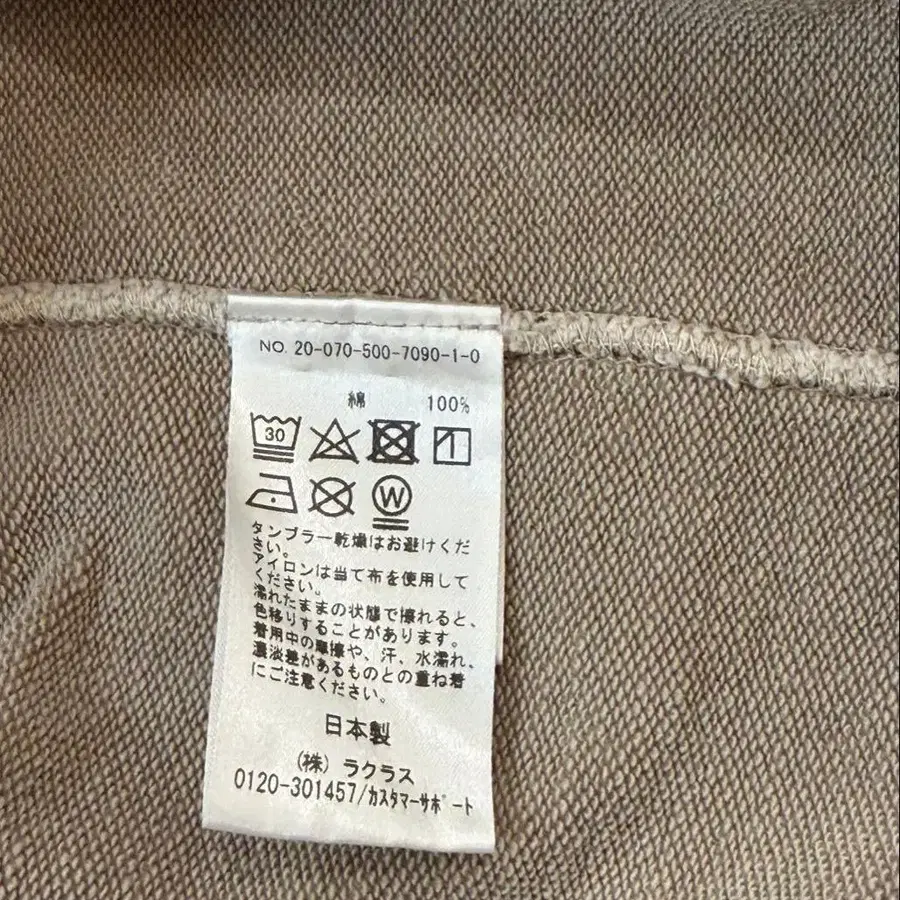 NO. 20-070-500-7090-1-0
綿 100%
30
W
タンブラー乾燥はお避けくだ
さい。
アイロンは当て布を使用して
ください。
濡れたままの状態で擦れると、
色移りすることがあります。
着用中の摩擦や、汗、水濡れ、
濃淡差があるものとの重ね着
にご注意ください。
日本製
(株) ラクラス
0120-301457/カスタマーサポート